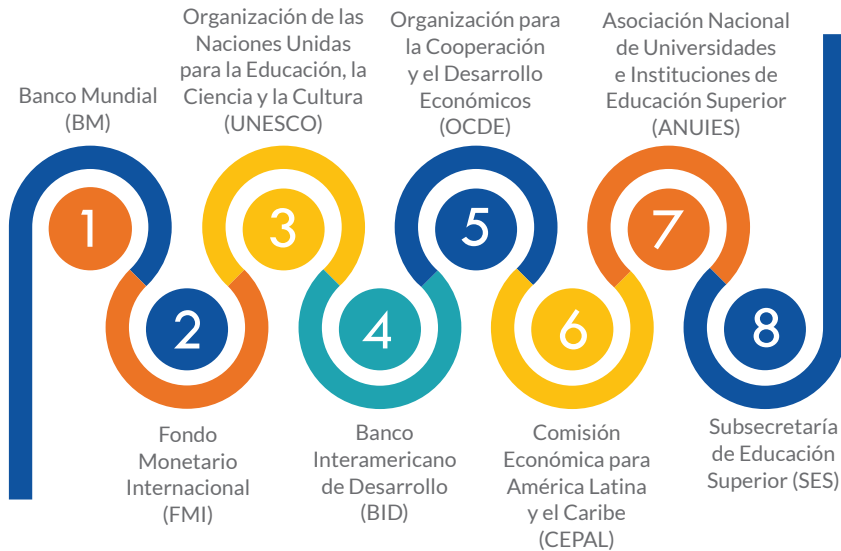 Banco Mundial
(BM)
1
Fondo
Monetario
Internacional
(FMI)
2
Organización de las
Naciones Unidas
para la Educación, la
Ciencia y la Cultura
(UNESCO)
3
Banco
Interamericano
de Desarrollo
(BID)
4
Organización para
la Cooperación
y el Desarrollo
Económicos
(OCDE)
5
Comisión
Económica para
América Latina
y el Caribe
(CEPAL)
6
Asociación Nacional
de Universidades
e Instituciones de
Educación Superior
(ANUIES)
7
Subsecretaría
de Educación
Superior (SES)
8